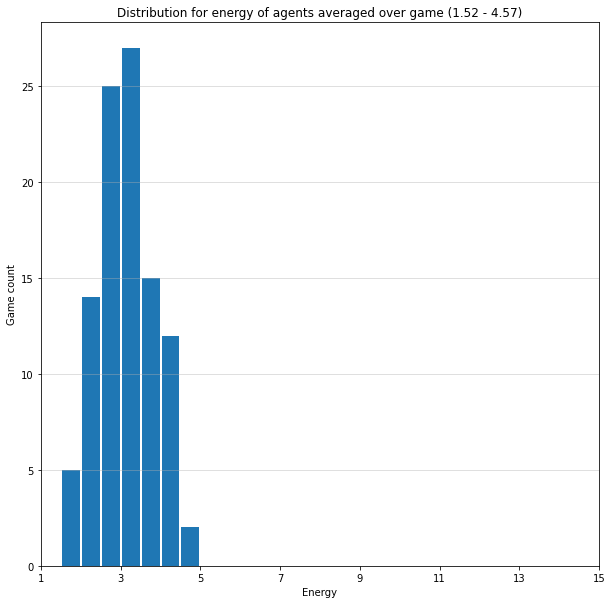 Distribution for energy of agents averaged over game (1.52 - 4.57)
25
20
15
10
5
0
Game count
1 3 5 7 9 11 13 15
Energy